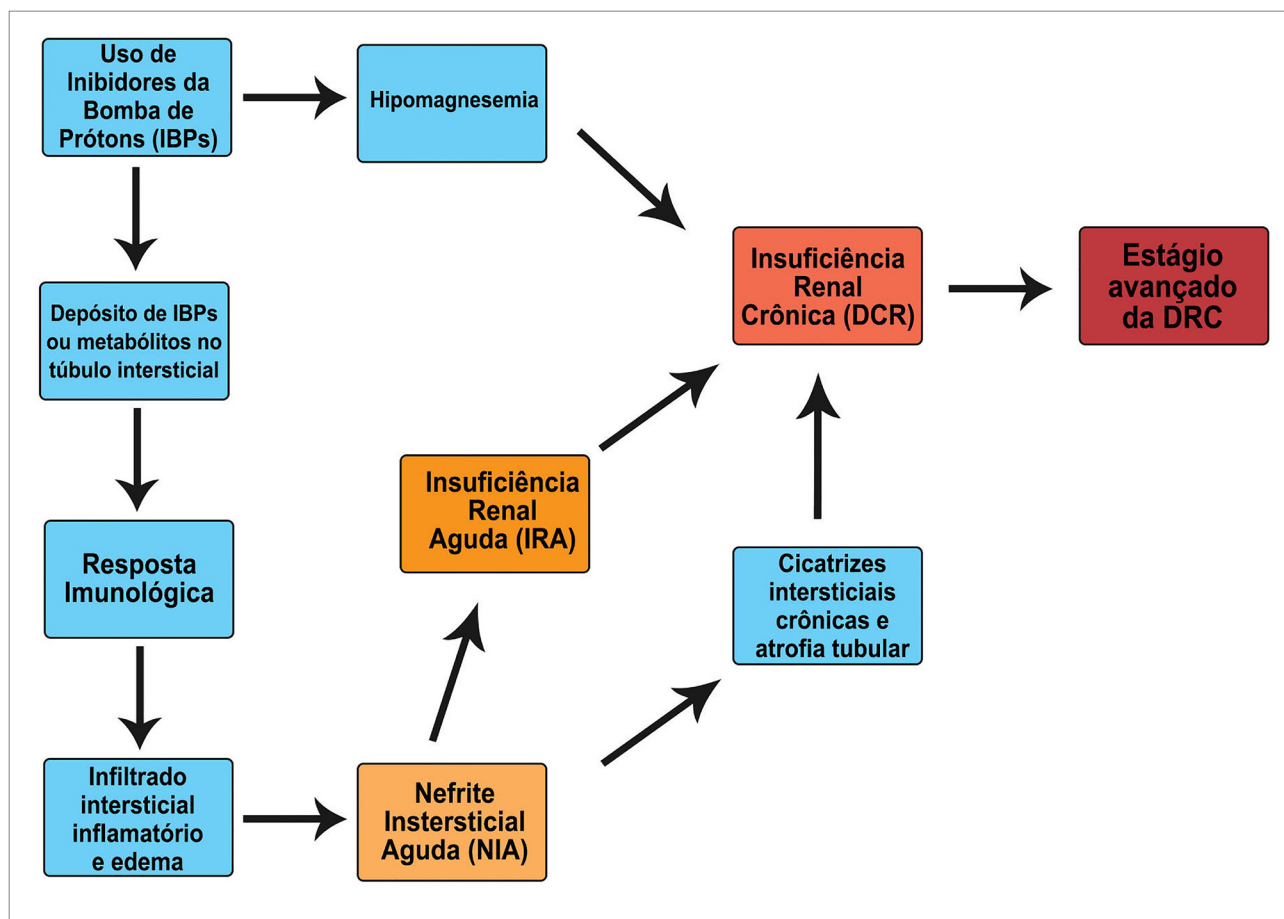 Uso de
Inibidores da
Bomba de
Prótons (IBPs)
Hipomagnesemia
Depósito de IBPs
ou metabólitos no
túbulo intersticial
Resposta
Imunológica
Infiltrado
intersticial
inflamatório
e edema
Nefrite
Instersticial
Aguda (NIA)
Insuficiência
Renal
Aguda (IRA)
Cicatrizes
intersticiais
crônicas e
atrofia tubular
Insuficiência
Renal
Crônica (DCR)
Estágio
avançado
da DRC